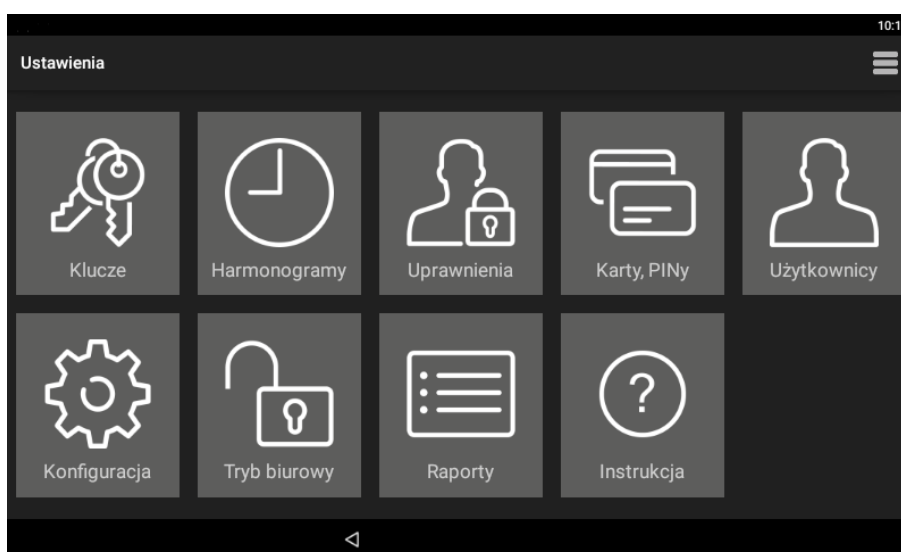 10:1
Ustawienia
Klucze
Harmonogramy
Uprawnienia
Karty, PINy
Użytkownicy
Konfiguracja
Tryb biurowy
Raporty
?
Instrukcja